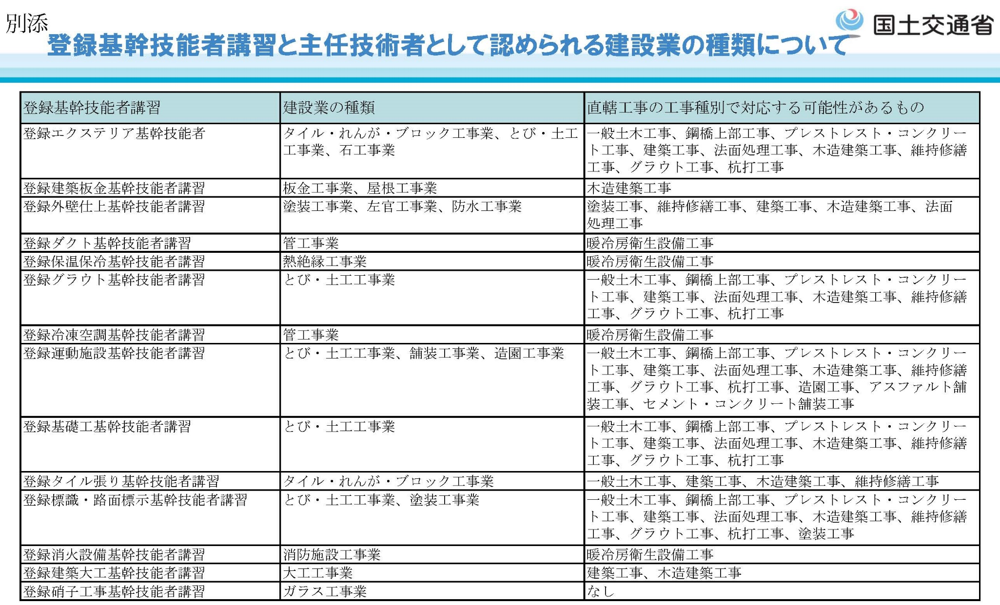 別添
国土交通省
登録基幹技能者講習と主任技術者として認められる建設業の種類について
登録基幹技能者講習
建設業の種類
直轄工事の工事種別で対応する可能性があるもの
登録エクステリア基幹技能者
タイル・れんが・ブロック工事業、とび・土工
工事業、石工事業
一般土木工事、鋼橋上部工事、プレストレスト・コンクリー
ト工事、建築工事、法面処理工事、木造建築工事、維持修繕
工事、グラウト工事、杭打工事
登録建築板金基幹技能者講習
板金工事業、屋根工事業
木造建築工事
登録外壁仕上基幹技能者講習
塗装工事業、左官工事業、防水工事業
塗装工事、維持修繕工事、建築工事、木造建築工事、法面
処理工事
登録ダクト基幹技能者講習
管工事業
暖冷房衛生設備工事
登録保温保冷基幹技能者講習
熱絶縁工事業
暖冷房衛生設備工事
登録グラウト基幹技能者講習
とび・土工工事業
一般土木工事、鋼橋上部工事、プレストレスト・コンクリー
ト工事、建築工事、法面処理工事、木造建築工事、維持修繕
工事、グラウト工事、杭打工事
登録冷凍空調基幹技能者講習
管工事業
暖冷房衛生設備工事
登録運動施設基幹技能者講習
とび・土工工事業、舗装工事業、造園工事業
一般土木工事、鋼橋上部工事、プレストレスト・コンクリー
ト工事、建築工事、法面処理工事、木造建築工事、維持修繕
工事、グラウト工事、杭打工事、造園工事、アスファルト舗
装工事、セメント・コンクリート舗装工事
登録基礎工基幹技能者講習
とび・土工工事業
一般土木工事、鋼橋上部工事、プレストレスト・コンクリー
ト工事、建築工事、法面処理工事、木造建築工事、維持修繕
工事、グラウト工事、杭打工事
登録タイル張り基幹技能者講習
タイル・れんが・ブロック工事業
一般土木工事、建築工事、木造建築工事、維持修繕工事
登録標識・路面標示基幹技能者講習
とび・土工工事業、塗装工事業
一般土木工事、鋼橋上部工事、プレストレスト・コンクリー
ト工事、建築工事、法面処理工事、木造建築工事、維持修繕
工事、グラウト工事、杭打工事、塗装工事
登録消火設備基幹技能者講習
消防施設工事業
暖冷房衛生設備工事
登録建築大工基幹技能者講習
大工工事業
建築工事、木造建築工事
登録硝子工事基幹技能者講習
ガラス工事業
なし